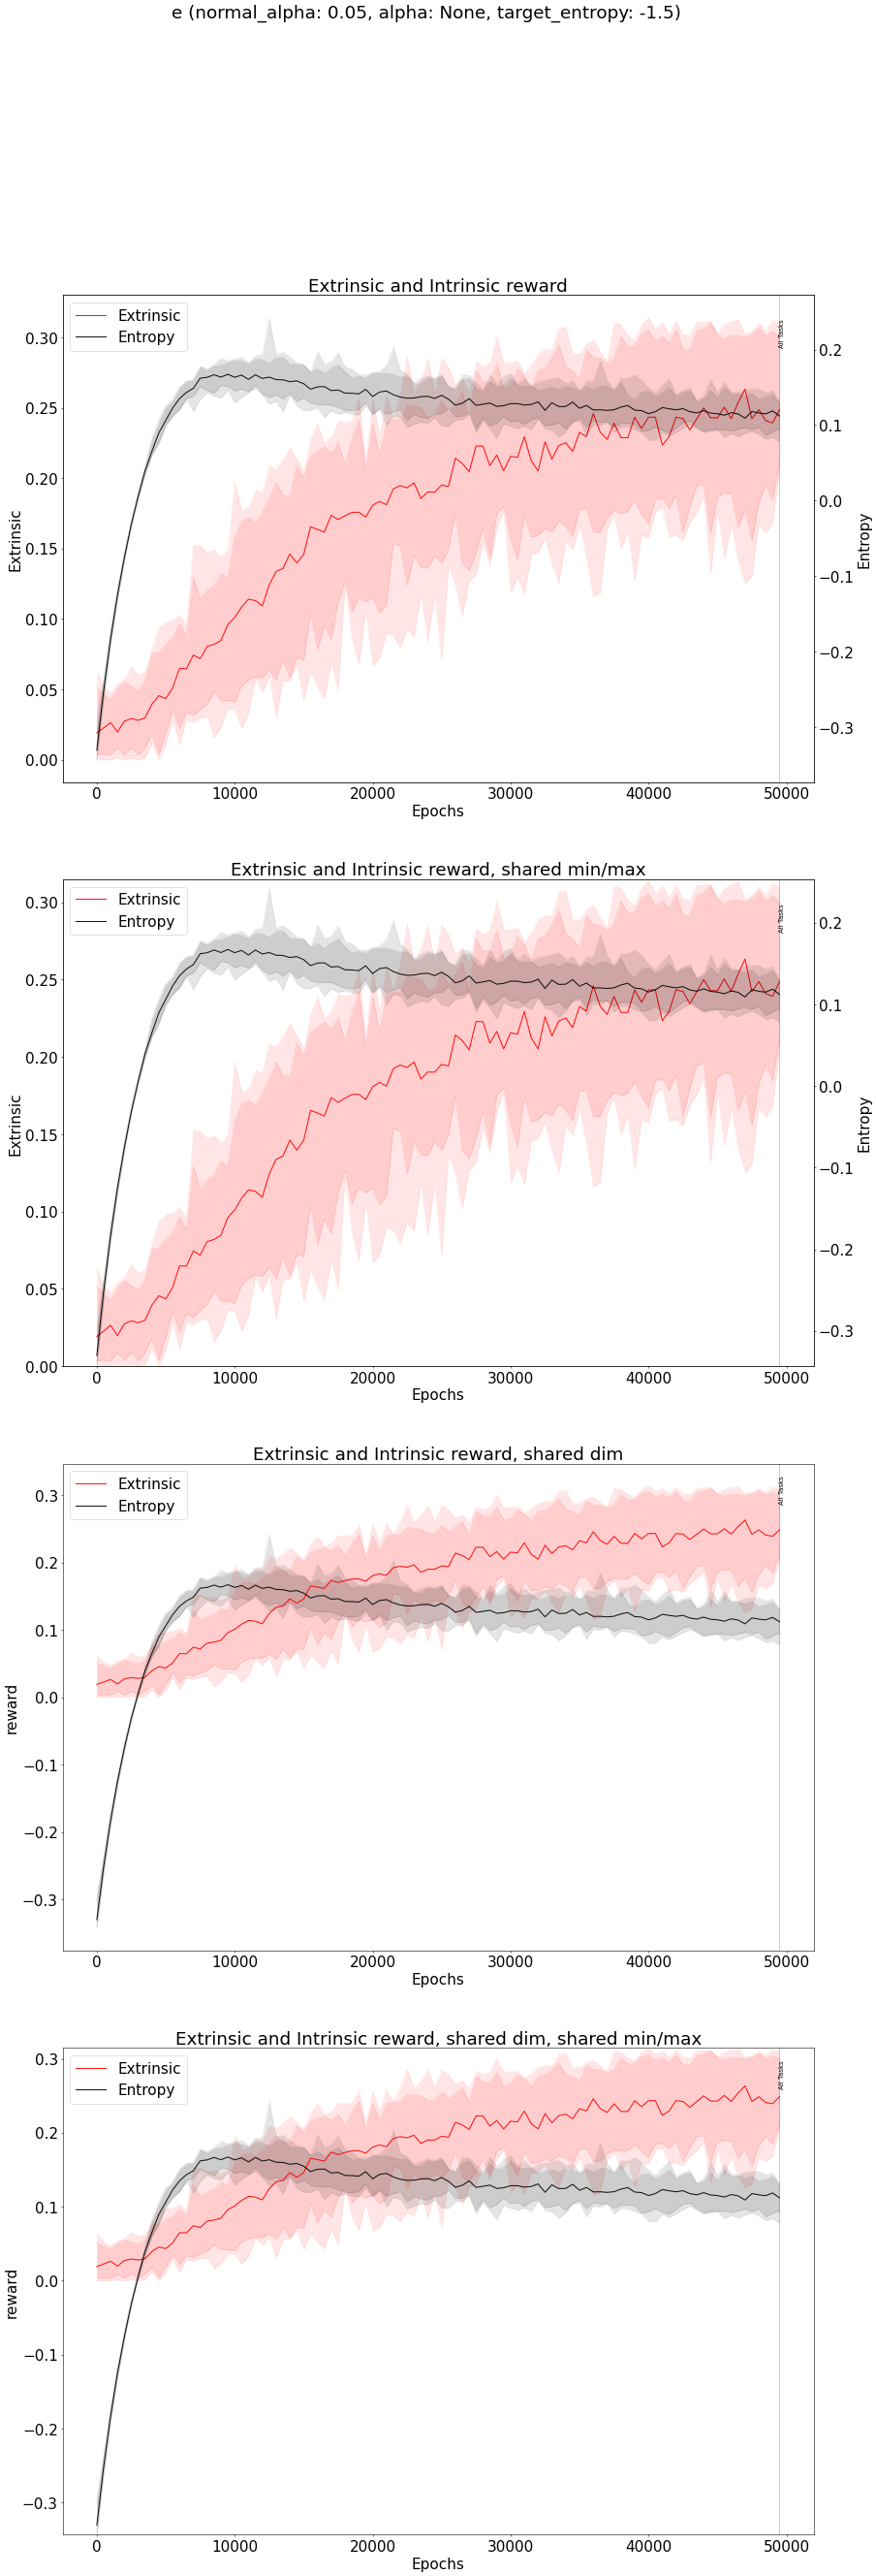 e (normal_alpha: 0.05, alpha: None, target_entropy: -1.5)
Extrinsic and Intrinsic reward
Extrinsic
Entropy
All Tasks
0.30
0.25
0.20
0.15
0.10
0.05
0.00
Extrinsic
0.2
0.1
0.0
−0.1
−0.2
−0.3
Entropy
0 10000 20000 30000 40000 50000
Epochs
Extrinsic and Intrinsic reward, shared min/max
Extrinsic
Entropy
All Tasks
0.30
0.25
0.20
0.15
0.10
0.05
0.00
Extrinsic
0.2
0.1
0.0
−0.1
−0.2
−0.3
Entropy
0 10000 20000 30000 40000 50000
Epochs
Extrinsic and Intrinsic reward, shared dim
Extrinsic
Entropy
All Tasks
0.3
0.2
0.1
0.0
−0.1
−0.2
−0.3
reward
0 10000 20000 30000 40000 50000
Epochs
Extrinsic and Intrinsic reward, shared dim, shared min/max
Extrinsic
Entropy
All Tasks
0.3
0.2
0.1
0.0
−0.1
−0.2
−0.3
reward
0 10000 20000 30000 40000 50000
Epochs